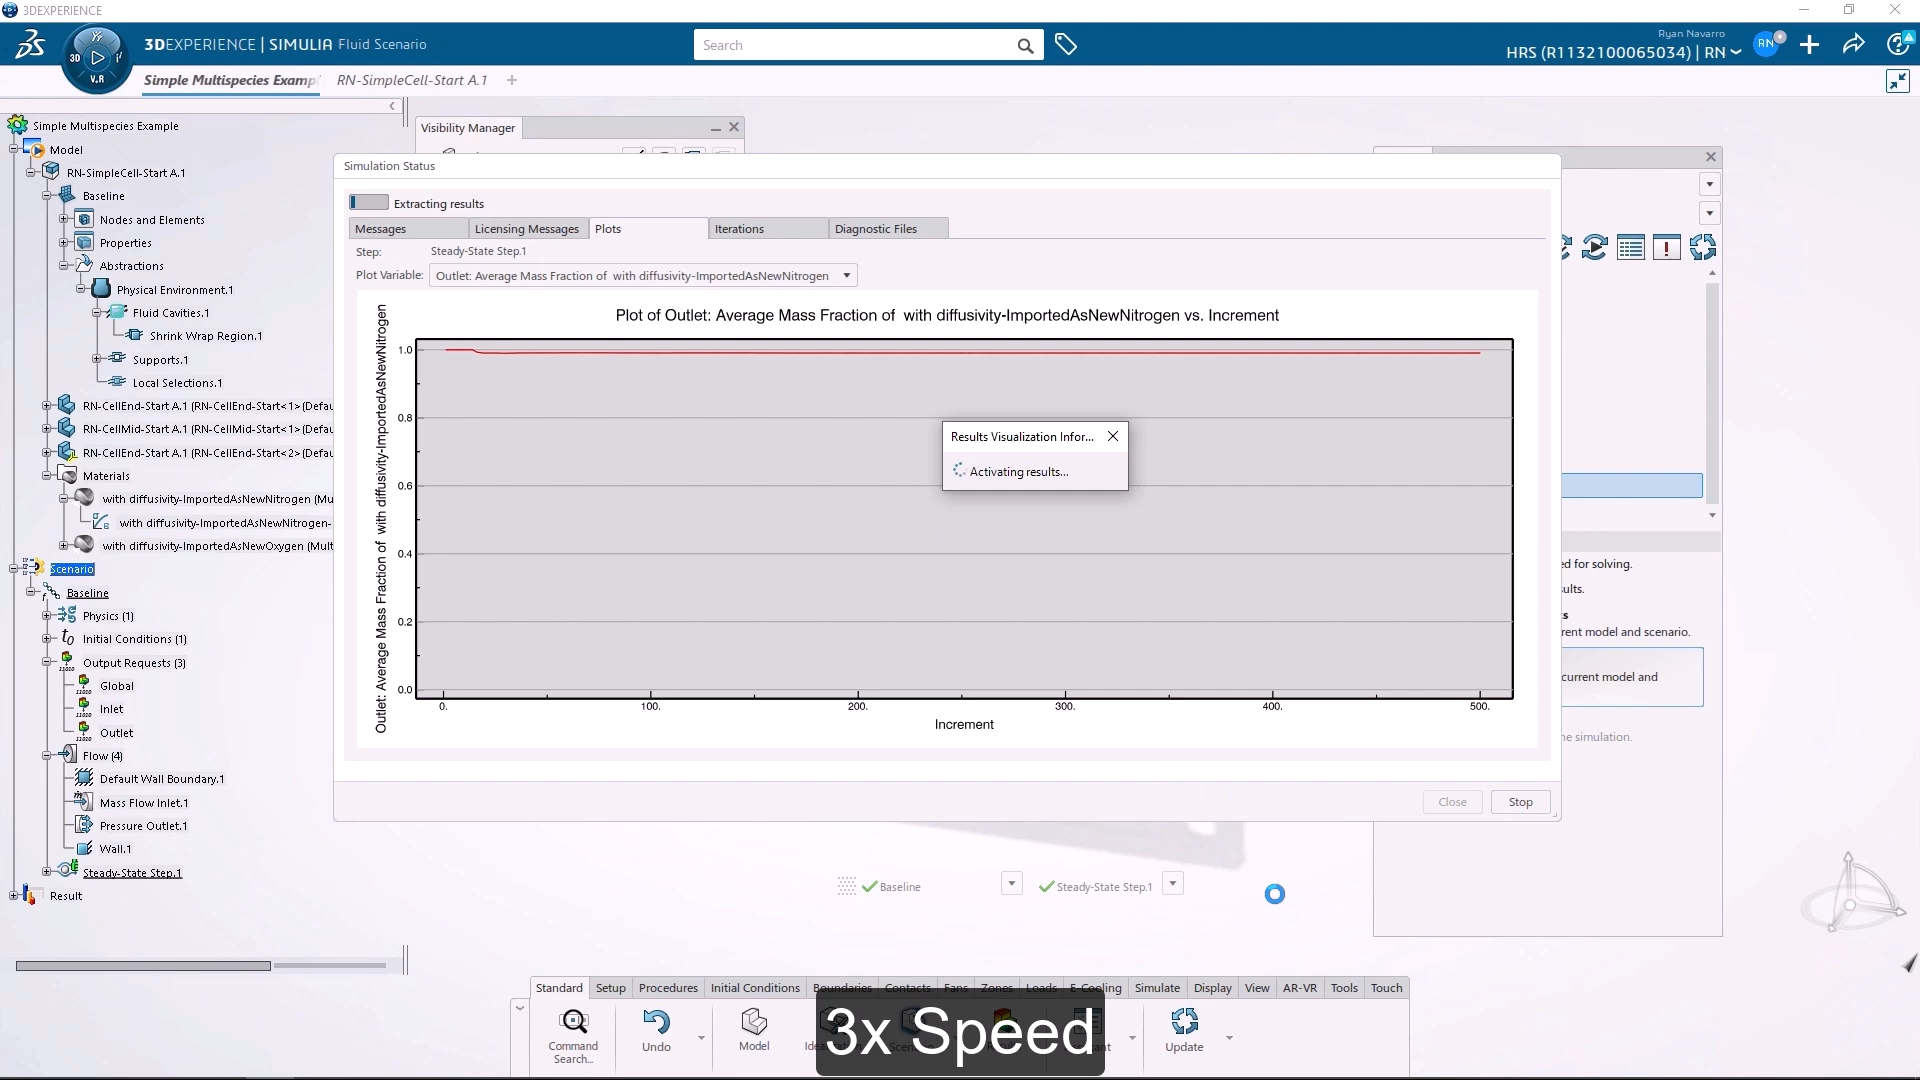 3DEXPERIENCE
3DEXPERIENCE | SIMULIA Fluid Scenario
Search
Ryan Navarro
HRS (R1132100065034) | RN
RN
3D
V.R
Simple Multispecies Examp
RN-SimpleCell-Start A.1
Simple Multispecies Example
Model
RN-SimpleCell-Start A.1
Baseline
Nodes and Elements
Properties
Abstractions
Physical Environment.1
Fluid Cavities.1
Shrink Wrap Region.1
Supports.1
Local Selections.1
RN-CellEnd-Start A.1 (RN-CellEnd-Start<1>(Defau
RN-CellMid-Start A.1 (RN-CellMid-Start<1>(Defau
RN-CellEnd-Start A.1 (RN-CellEnd-Start<2>(Defau
Materials
with diffusivity-ImportedAsNewNitrogen (Mu
with diffusivity-ImportedAsNewNitrogen-
with diffusivity-ImportedAsNewOxygen (Mult
Scenario
Baseline
Physics (1)
Initial Conditions (1)
Output Requests (3)
Global
Inlet
Outlet
Flow (4)
Default Wall Boundary.1
Mass Flow Inlet.1
Pressure Outlet.1
Wall.1
Steady-State Step.1
Result
Visibility Manager
Simulation Status
Extracting results
Messages
Licensing Messages
Plots
Iterations
Diagnostic Files
Step: Steady-State Step.1
Plot Variable: Outlet: Average Mass Fraction of with diffusivity-ImportedAsNewNitrogen
Plot of Outlet: Average Mass Fraction of with diffusivity-ImportedAsNewNitrogen vs. Increment
Outlet: Average Mass Fraction of with diffusivity-ImportedAsNewNitrogen
1.0
0.8
0.6
0.4
0.2
0.0
0.
100.
200.
300.
400.
500.
Increment
Results Visualization Infor...
Activating results...
Close
Stop
ed for solving.
sults.
s
rent model and scenario.
current model and
he simulation.
Baseline
Steady-State Step.1
Standard
Setup
Procedures
Initial Conditions
Boundaries
Contacts
Fans
Zones
Loads
E-Cooling
Simulate
Display
View
AR-VR
Tools
Touch
Command
Search...
Undo
Model
Update
3x Speed